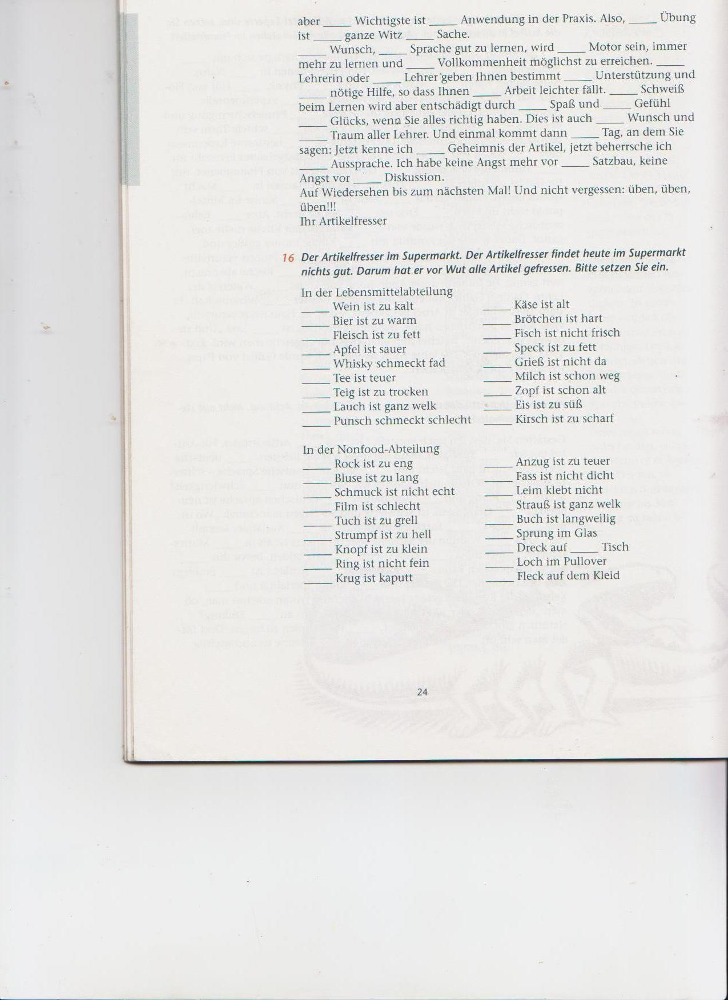 aber _____ Wichtigste ist _____ Anwendung in der Praxis. Also, _____ Übung
ist _____ ganze Witz _____ Sache.
_____ Wunsch, _____ Sprache gut zu lernen, wird _____ Motor sein, immer
mehr zu lernen und _____ Vollkommenheit möglichst zu erreichen. _____
Lehrerin oder _____ Lehrer geben Ihnen bestimmt _____ Unterstützung und
_____ nötige Hilfe, so dass Ihnen _____ Arbeit leichter fällt. _____ Schweiß
beim Lernen wird aber entschädigt durch _____ Spaß und _____ Gefühl
_____ Glücks, wenn Sie alles richtig haben. Dies ist auch _____ Wunsch und
_____ Traum aller Lehrer. Und einmal kommt dann _____ Tag, an dem Sie
sagen: Jetzt kenne ich _____ Geheimnis der Artikel, jetzt beherrsche ich
_____ Aussprache. Ich habe keine Angst mehr vor _____ Satzbau, keine
Angst vor _____ Diskussion.
Auf Wiedersehen bis zum nächsten Mal! Und nicht vergessen: üben, üben,
üben!!!
Ihr Artikelfresser
16 Der Artikelfresser im Supermarkt. Der Artikelfresser findet heute im Supermarkt
nichts gut. Darum hat er vor Wut alle Artikel gefressen. Bitte setzen Sie ein.
In der Lebensmittelabteilung
_____ Wein ist zu kalt
_____ Bier ist zu warm
_____ Fleisch ist zu fett
_____ Apfel ist sauer
_____ Whisky schmeckt fad
_____ Tee ist teuer
_____ Teig ist zu trocken
_____ Lauch ist ganz welk
_____ Punsch schmeckt schlecht
_____ Käse ist alt
_____ Brötchen ist hart
_____ Fisch ist nicht frisch
_____ Speck ist zu fett
_____ Grieß ist nicht da
_____ Milch ist schon weg
_____ Zopf ist schon alt
_____ Eis ist zu süß
_____ Kirsch ist zu scharf
In der Nonfood-Abteilung
_____ Rock ist zu eng
_____ Bluse ist zu lang
_____ Schmuck ist nicht echt
_____ Film ist schlecht
_____ Tuch ist zu grell
_____ Strumpf ist zu hell
_____ Knopf ist zu klein
_____ Ring ist nicht fein
_____ Krug ist kaputt
_____ Anzug ist zu teuer
_____ Fass ist nicht dicht
_____ Leim klebt nicht
_____ Strauß ist ganz welk
_____ Buch ist langweilig
_____ Sprung im Glas
_____ Dreck auf _____ Tisch
_____ Loch im Pullover
_____ Fleck auf dem Kleid
24